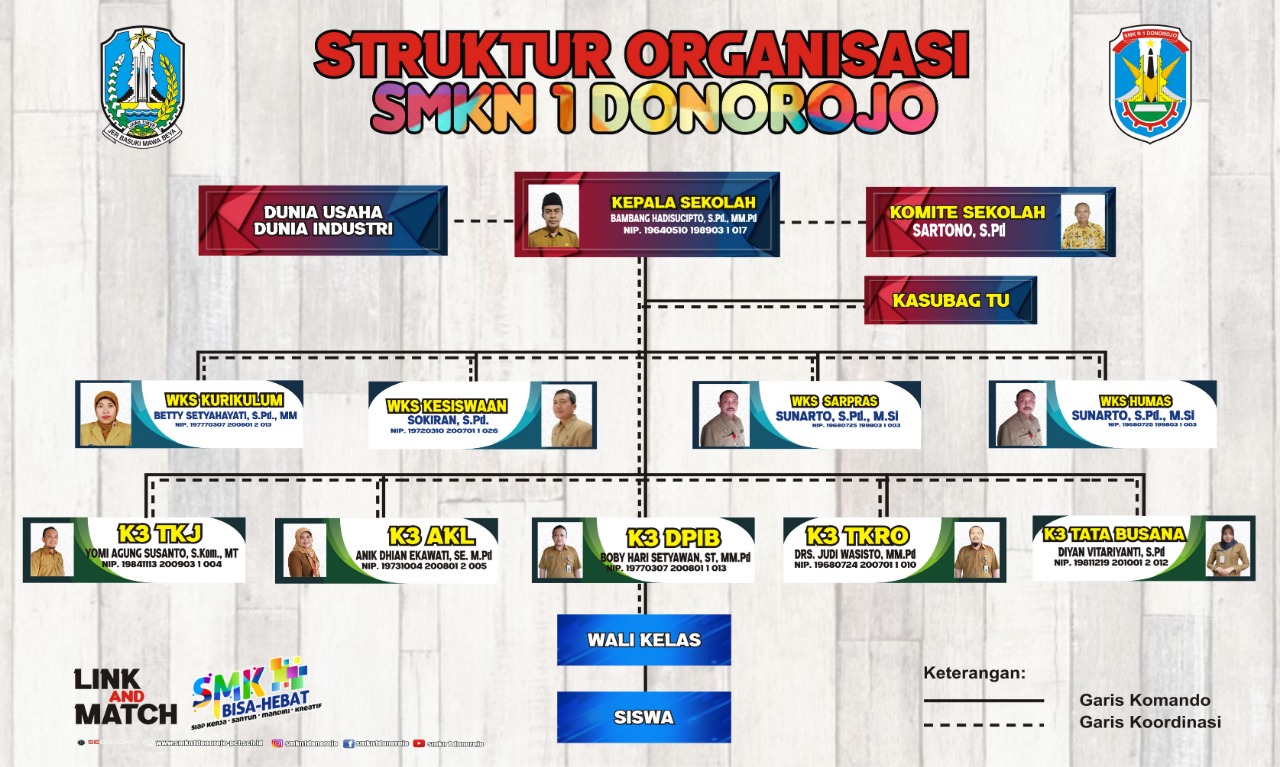 STRUKTUR ORGANISASI
SMKN 1 DONOROJO
JAWA TIMUR
JER BASUKI MAWA BEYA
SMK N 1 DONOROJO
DUNIA USAHA
DUNIA INDUSTRI
KEPALA SEKOLAH
BAMBANG HADISUCIPTO, S.Pd., MM.Pd
NIP. 19640510 198903 1 017
KOMITE SEKOLAH
SARTONO, S.Pd
KASUBAG TU
WKS KURIKULUM
BETTY SETYAHAYATI, S.Pd., MM
NIP. 197770307 200801 2 013
WKS KESISWAAN
SOKIRAN, S.Pd.
NIP. 19720310 200701 1 026
WKS SARPRAS
SUNARTO, S.Pd., M.Si
NIP. 19680725 199803 1 003
WKS HUMAS
SUNARTO, S.Pd., M.Si
NIP. 19680725 199803 1 003
K3 TKJ
YOMI AGUNG SUSANTO, S.Kom., MT
NIP. 19841113 200903 1 004
K3 AKL
ANIK DHIAN EKAWATI, SE. M.Pd
NIP. 19731004 200801 2 005
K3 DPIB
BOBY HARI SETYAWAN, ST, MM.Pd
NIP. 19770307 200801 1 013
K3 TKRO
DRS. JUDI WASISTO, MM.Pd
NIP. 19680724 200701 1 010
K3 TATA BUSANA
DIYAN VITARIYANTI, S.Pd
NIP. 19811219 201001 2 012
WALI KELAS
SISWA
LINK
AND
MATCH
SMK
BISA-HEBAT
SIAP KERJA • SANTUN • MANDIRI • KREATIF
www.smkn1donorojo-pct.sch.id smkn1donorojo smkn1donorojo smkn1donorojo
Keterangan:
Garis Komando
Garis Koordinasi